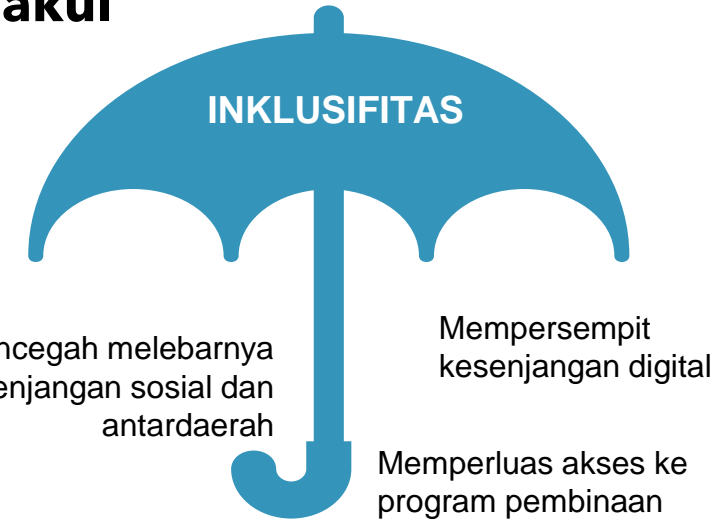 akul
INKLUSIFITAS
ncegah melebarnya
enjangan sosial dan
antardaerah
Mempersempit
kesenjangan digital
Memperluas akses ke
program pembinaan